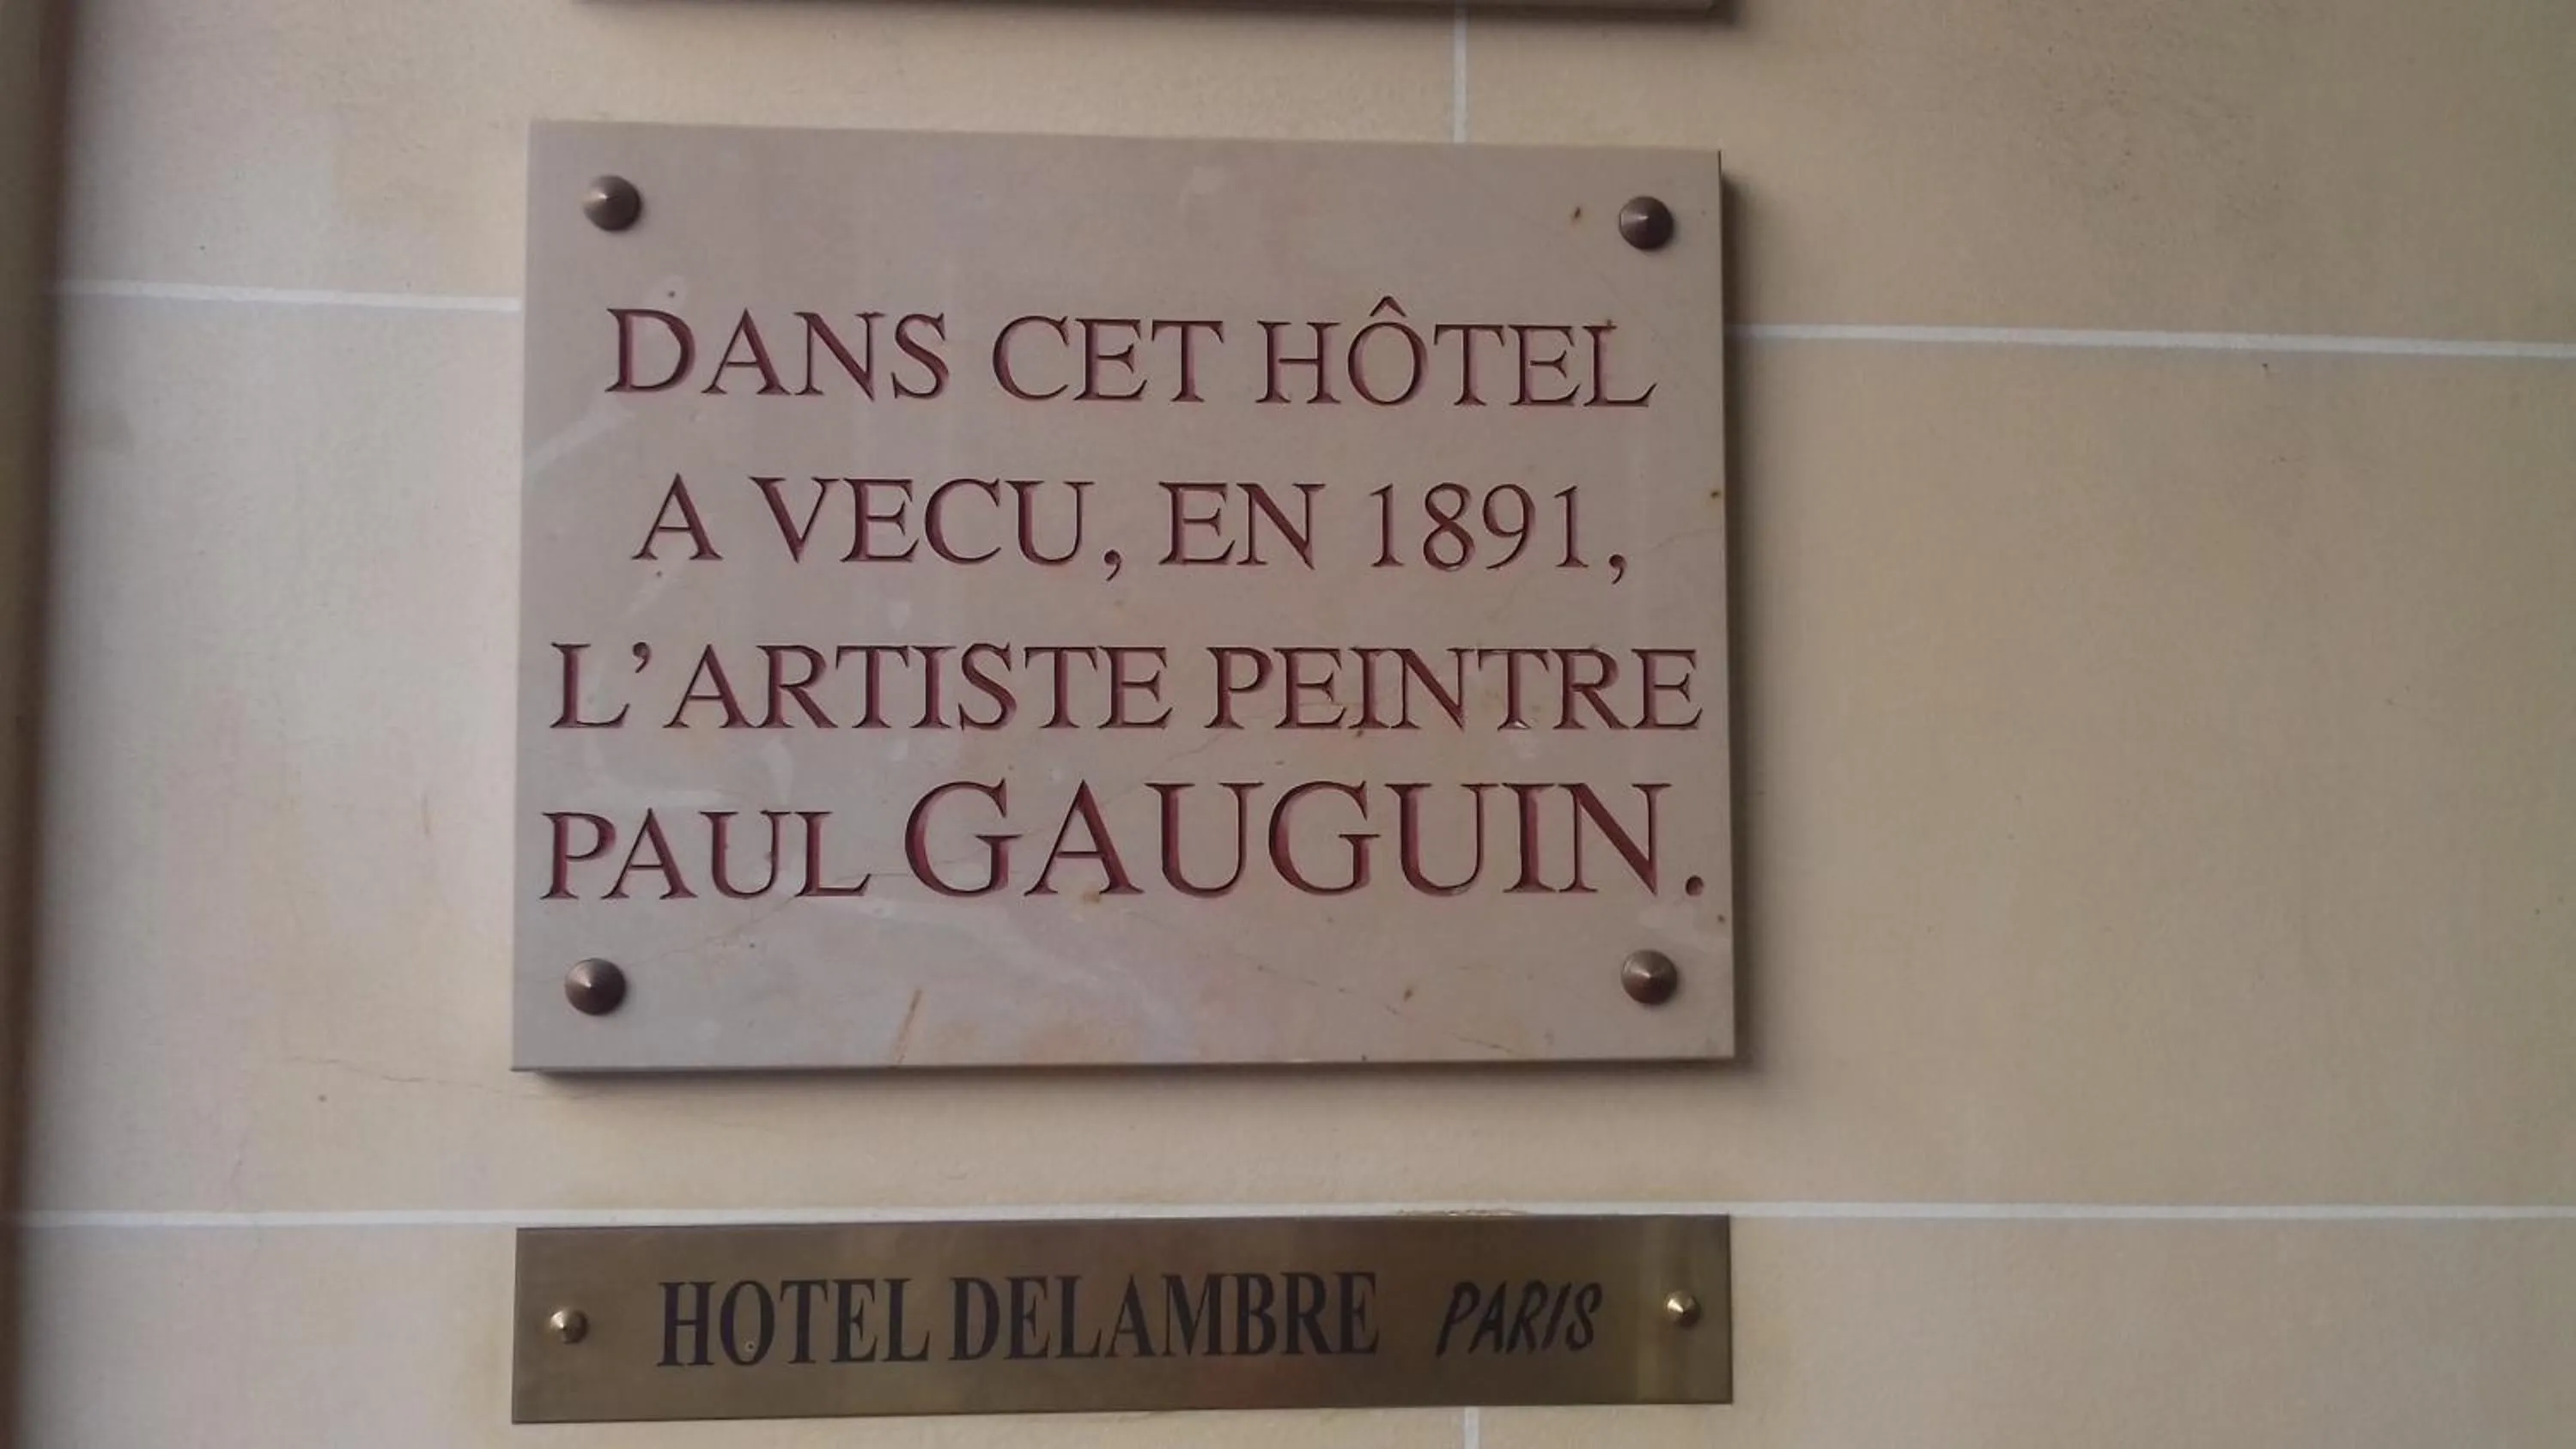 DANS CET HÔTEL
A VECU, EN 1891,
L'ARTISTE PEINTRE
PAUL GAUGUIN.
HOTEL DELAMBRE PARIS